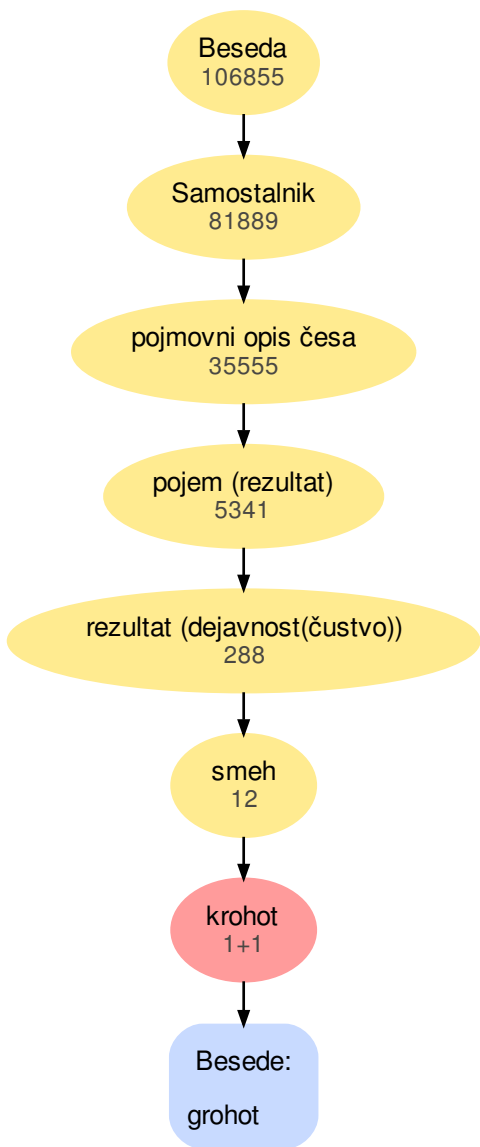 Beseda
106855
Samostalnik
81889
pojmovni opis česa
35555
pojem (rezultat)
5341
rezultat (dejavnost(čustvo))
288
smeh
12
krohot
1+1
Besede:
grohot